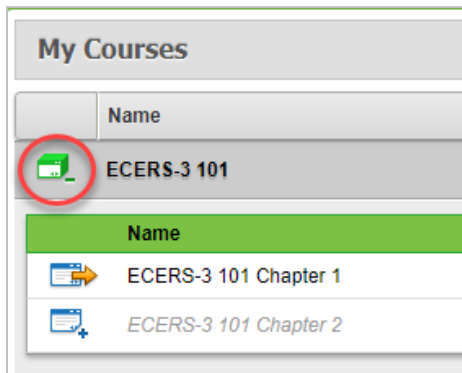 My Courses
Name
ECERS-3 101
Name
ECERS-3 101 Chapter 1
ECERS-3 101 Chapter 2